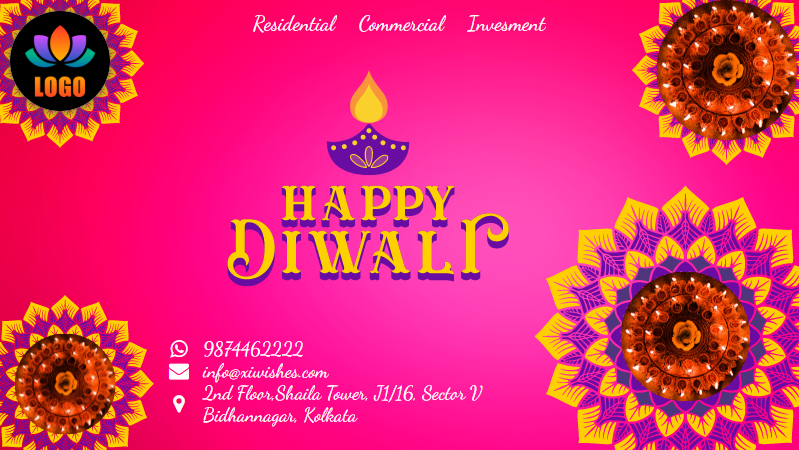 Residential Commercial Invesment
LOGO
HAPPY
DIWALI
9874462222
info@xiwishes.com
2nd Floor,Shaila Tower, J1/16, Sector V
Bidhannagar, Kolkata